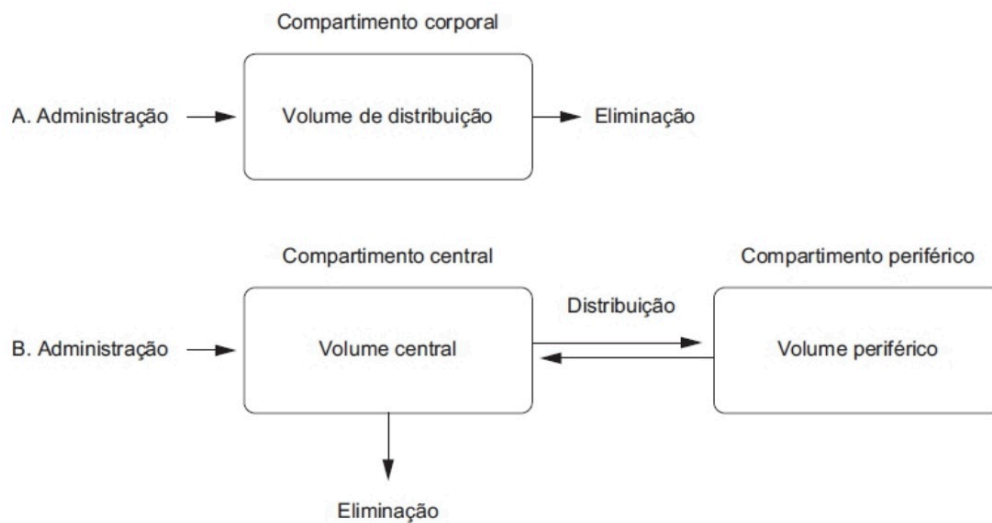 Compartimento corporal
A. Administração
Volume de distribuição
Eliminação
Compartimento central
Compartimento periférico
Distribuição
B. Administração
Volume central
Volume periférico
Eliminação